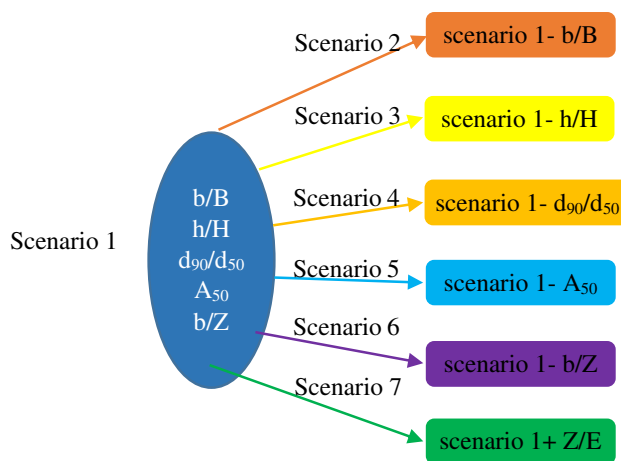 Scenario 2
scenario 1- b/B
Scenario 3
scenario 1- h/H
b/B
h/H
d₉₀/d₅₀
A₅₀
b/Z
Scenario 1
Scenario 4
scenario 1- d₉₀/d₅₀
Scenario 5
scenario 1- A₅₀
Scenario 6
scenario 1- b/Z
Scenario 7
scenario 1+ Z/E